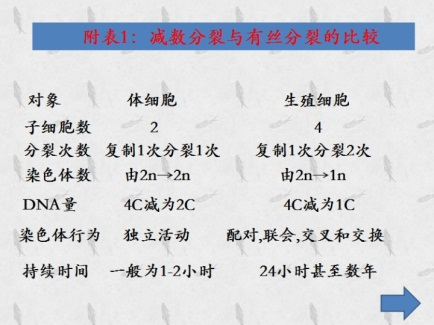 附表1：减数分裂与有丝分裂的比较
对象 体细胞 生殖细胞
子细胞数 2 4
分裂次数 复制1次分裂1次 复制1次分裂2次
染色体数 由2n→2n 由2n→1n
DNA量 4C减为2C 4C减为1C
染色体行为 独立活动 配对,联会,交叉和交换
持续时间 一般为1-2小时 24小时甚至数年